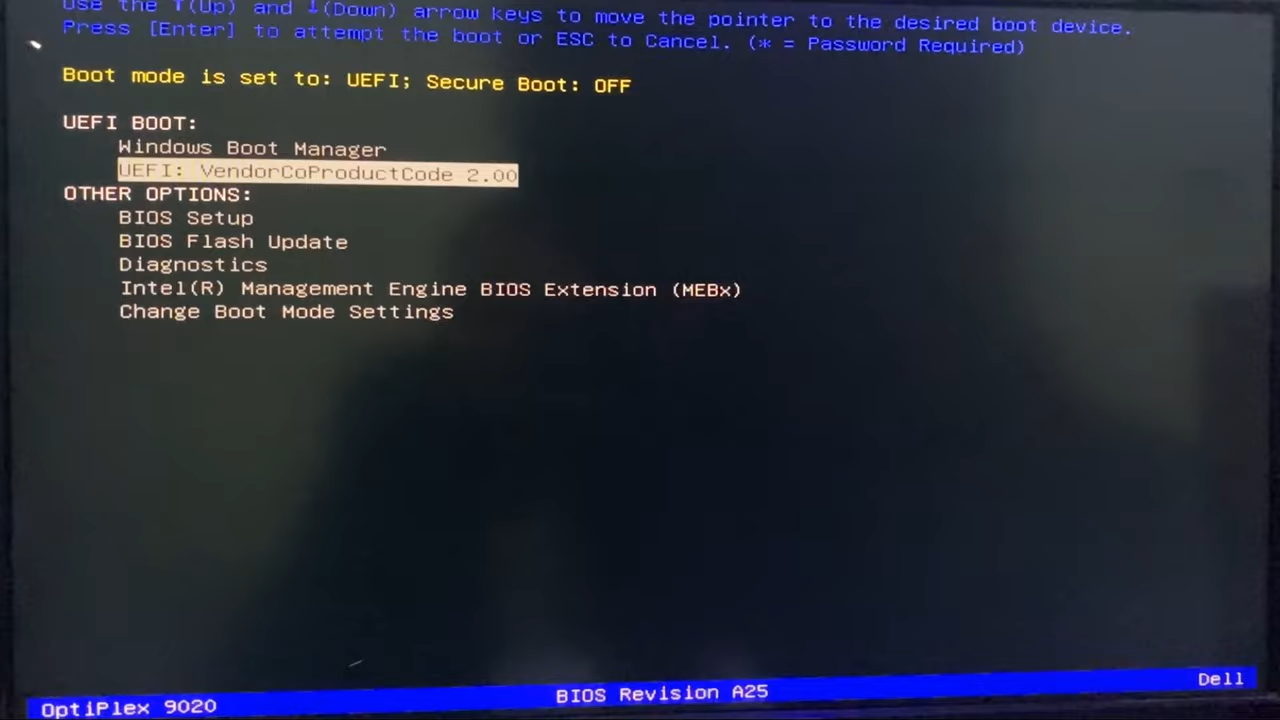 Use the ↑(Up) and ↓(Down) arrow keys to move the pointer to the desired boot device.
Press [Enter] to attempt the boot or ESC to Cancel. (* = Password Required)
Boot mode is set to: UEFI; Secure Boot: OFF
UEFI BOOT:
Windows Boot Manager
UEFI: VendorCoProductCode 2.00
OTHER OPTIONS:
BIOS Setup
BIOS Flash Update
Diagnostics
Intel(R) Management Engine BIOS Extension (MEBx)
Change Boot Mode Settings
OptiPlex 9020
BIOS Revision A25
Dell